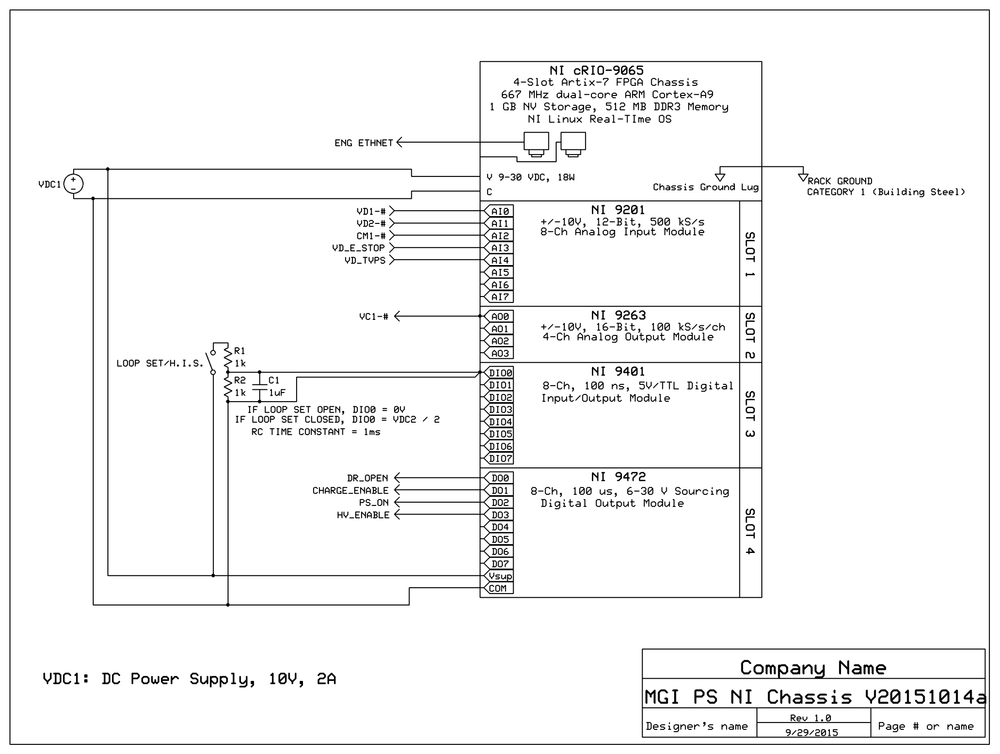 NI cRIO-9065
4-Slot Artix-7 FPGA Chassis
667 MHz dual-core ARM Cortex-A9
1 GB NV Storage, 512 MB DDR3 Memory
NI Linux Real-TIme OS
ENG ETHNET
VDC1
+
-
V 9-30 VDC, 18W
C
Chassis Ground Lug
RACK GROUND
CATEGORY 1 (Building Steel)
VD1-#
VD2-#
CM1-#
VD_E_STOP
VD_TVPS
AI0
AI1
AI2
AI3
AI4
AI5
AI6
AI7
NI 9201
+/-10V, 12-Bit, 500 kS/s
8-Ch Analog Input Module
SLOT 1
VC1-#
AO0
AO1
AO2
AO3
NI 9263
+/-10V, 16-Bit, 100 kS/s/ch
4-Ch Analog Output Module
SLOT 2
LOOP SET/H.I.S.
R1
1k
R2
1k
C1
1uF
IF LOOP SET OPEN, DIO0 = 0V
IF LOOP SET CLOSED, DIO0 = VDC2 / 2
RC TIME CONSTANT = 1ms
DIO0
DIO1
DIO2
DIO3
DIO4
DIO5
DIO6
DIO7
NI 9401
8-Ch, 100 ns, 5V/TTL Digital
Input/Output Module
SLOT 3
DR_OPEN
CHARGE_ENABLE
PS_ON
HV_ENABLE
DO0
DO1
DO2
DO3
DO4
DO5
DO6
DO7
Vsup
COM
NI 9472
8-Ch, 100 us, 6-30 V Sourcing
Digital Output Module
SLOT 4
VDC1: DC Power Supply, 10V, 2A
Company Name
MGI PS NI Chassis V20151014a
Designer's name
Rev 1.0
9/29/2015
Page # or name